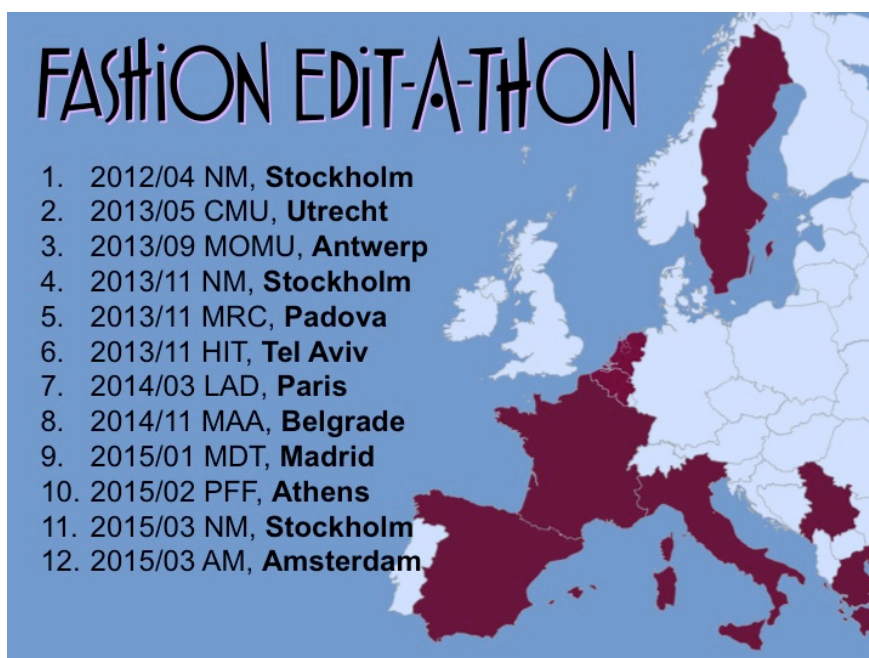 FASHiON EDiT-A-THON
1. 2012/04 NM, Stockholm
2. 2013/05 CMU, Utrecht
3. 2013/09 MOMU, Antwerp
4. 2013/11 NM, Stockholm
5. 2013/11 MRC, Padova
6. 2013/11 HIT, Tel Aviv
7. 2014/03 LAD, Paris
8. 2014/11 MAA, Belgrade
9. 2015/01 MDT, Madrid
10. 2015/02 PFF, Athens
11. 2015/03 NM, Stockholm
12. 2015/03 AM, Amsterdam